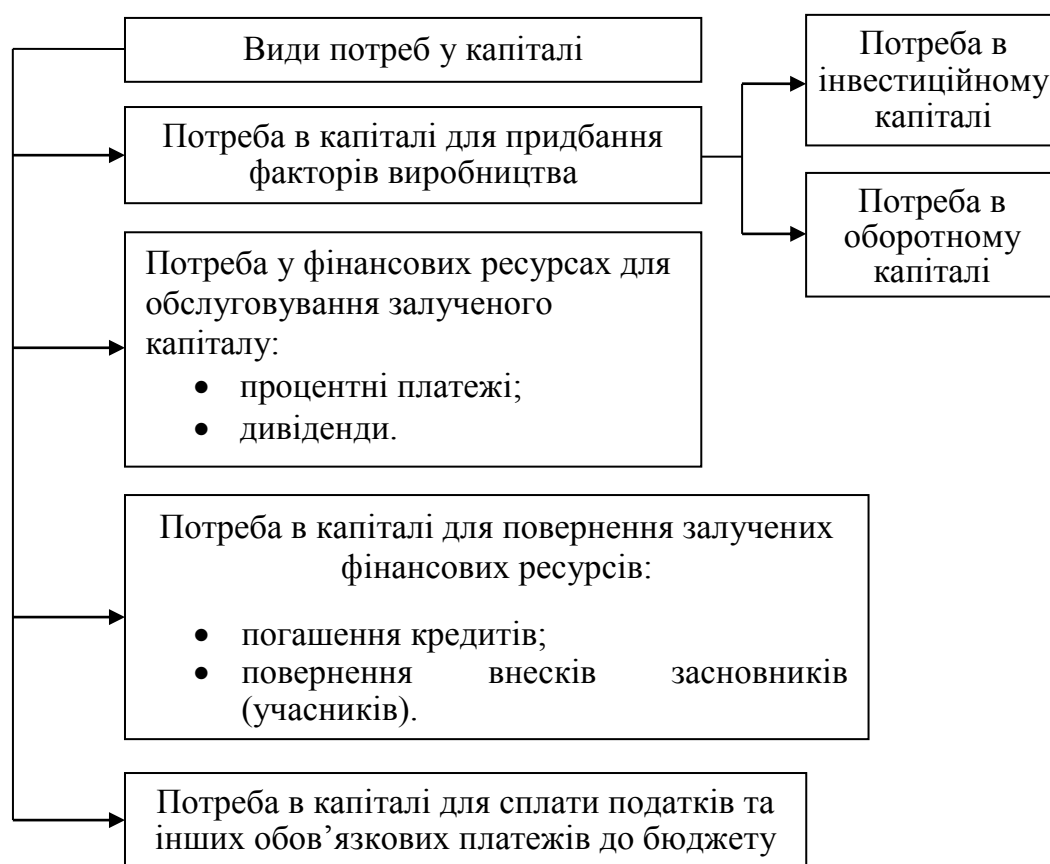 Види потреб у капіталі
Потреба в капіталі для придбання
факторів виробництва
Потреба в
інвестиційному
капіталі
Потреба в
оборотному
капіталі
Потреба у фінансових ресурсах для
обслуговування залученого
капіталу:
• процентні платежі;
• дивіденди.
Потреба в капіталі для повернення залучених
фінансових ресурсів:
• погашення кредитів;
• повернення внесків засновників
(учасників).
Потреба в капіталі для сплати податків та
інших обов’язкових платежів до бюджету